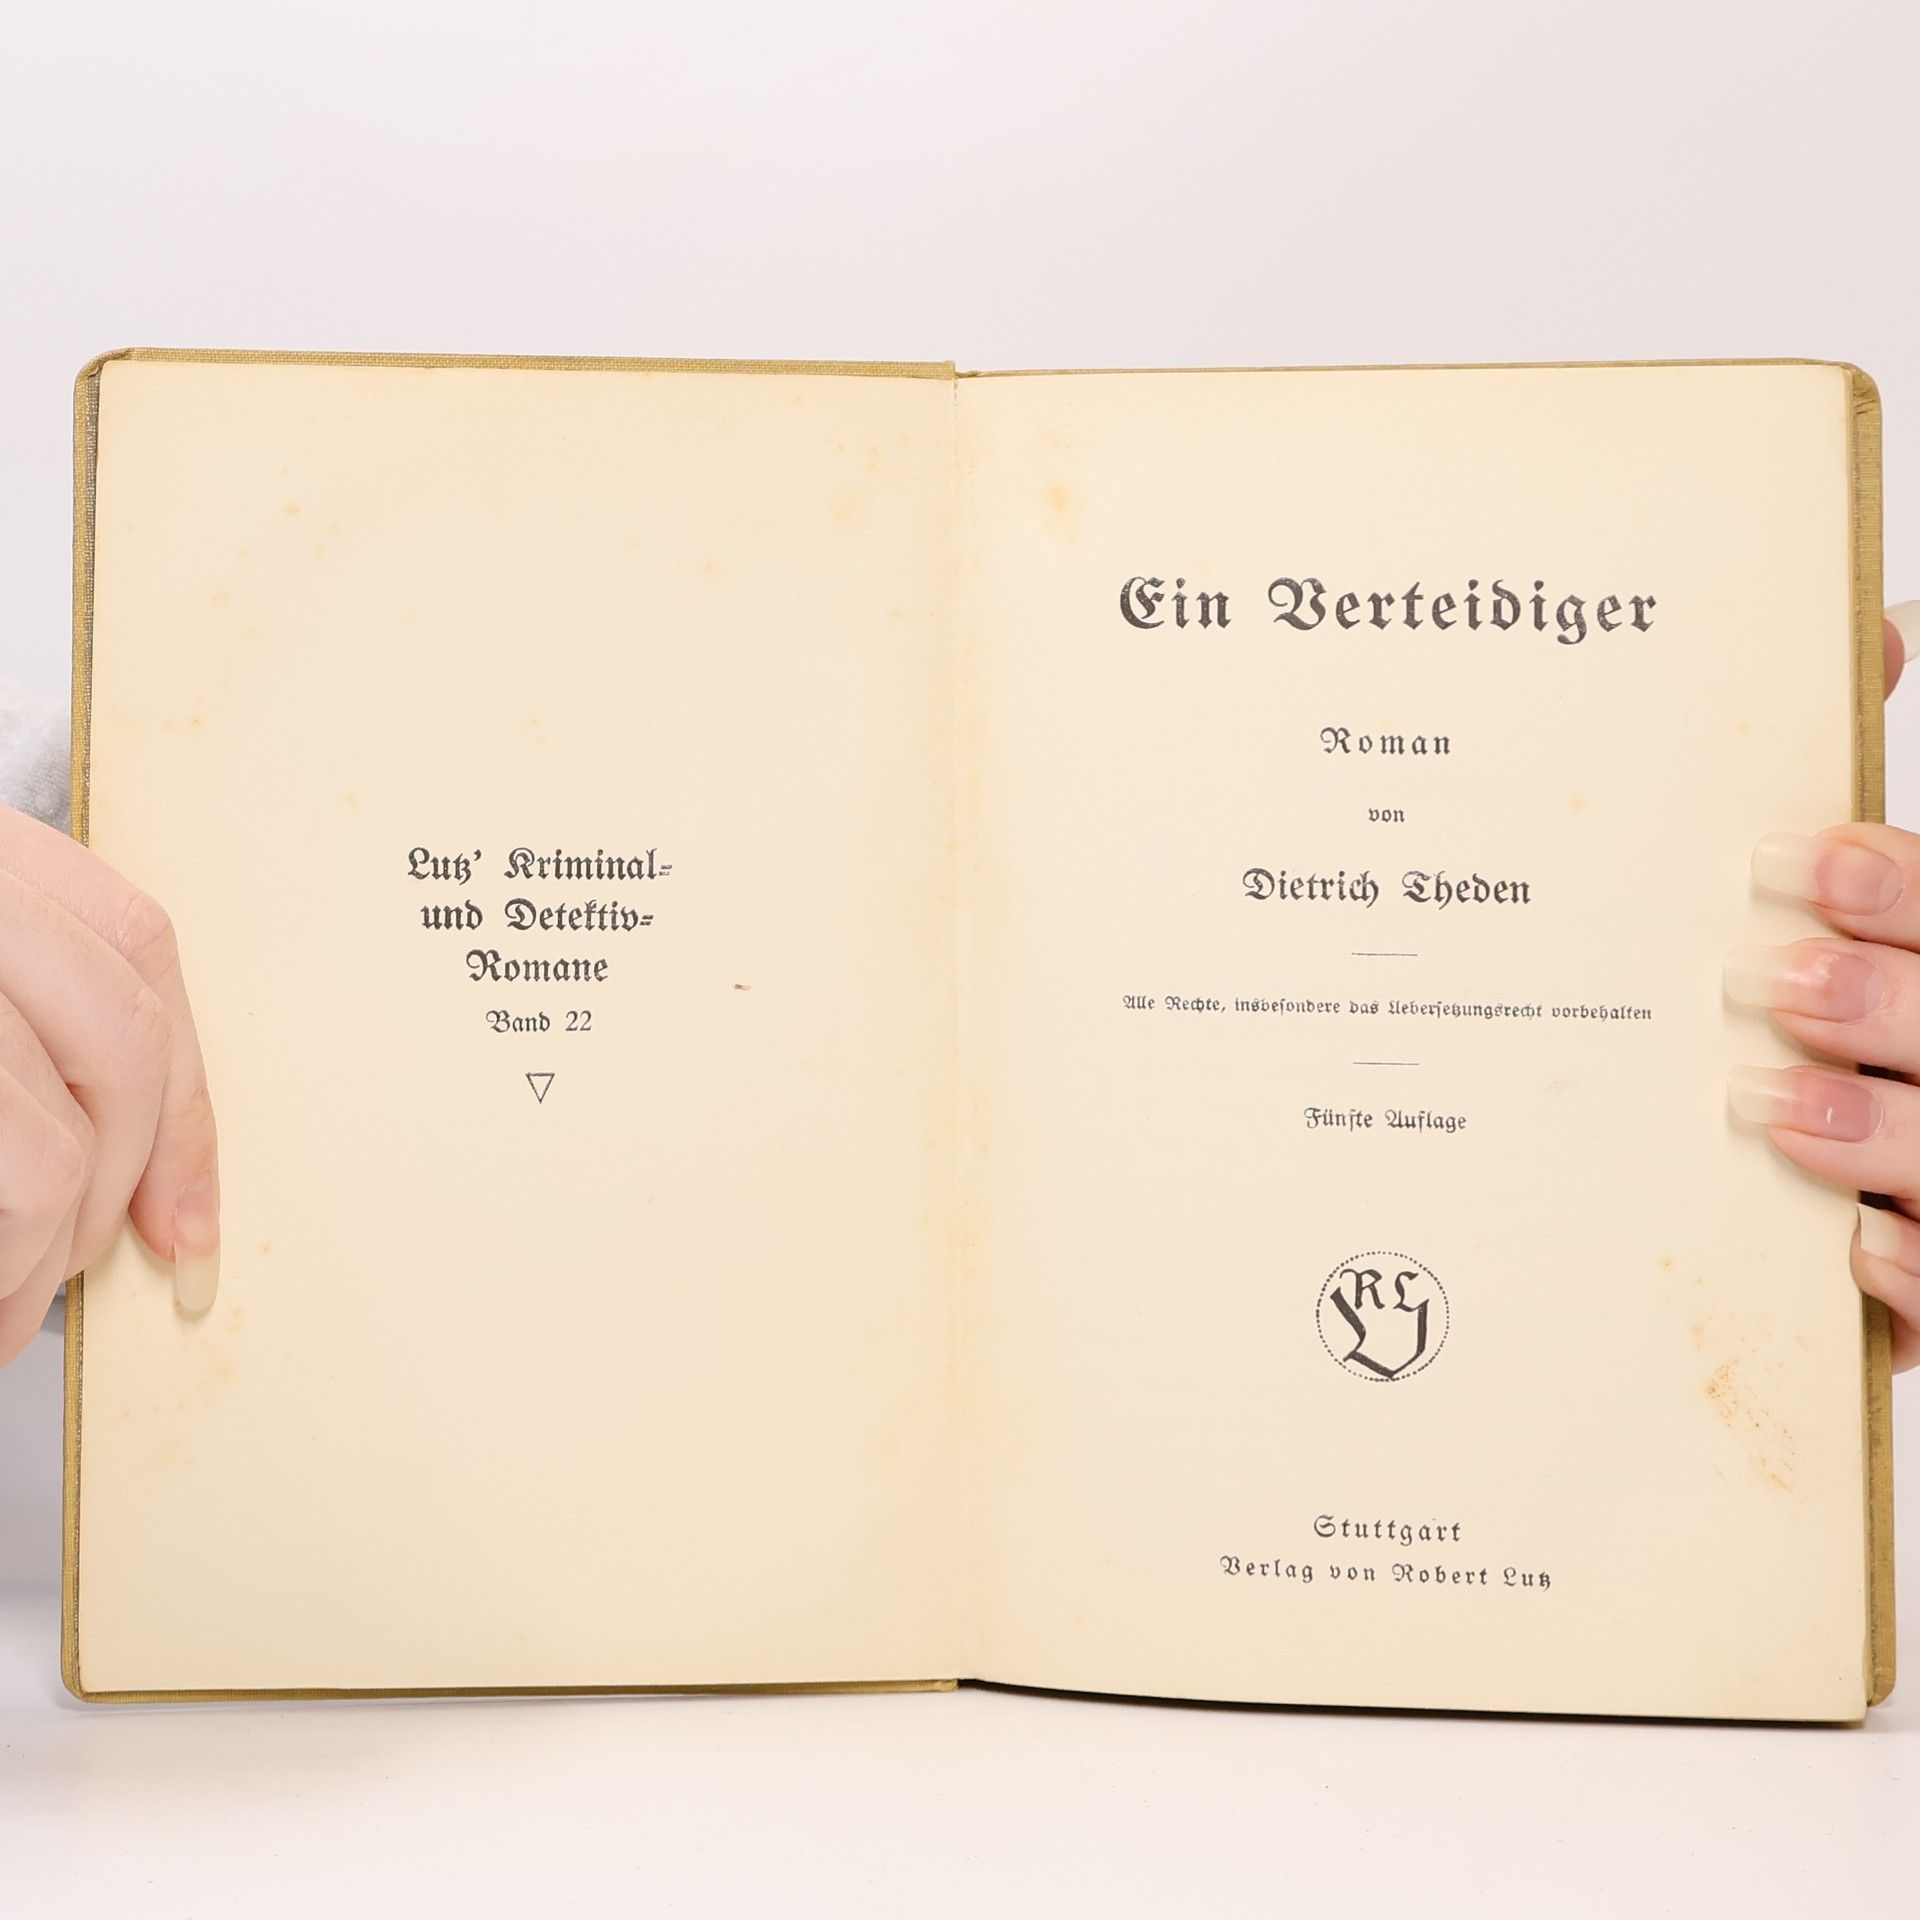 Lutz' Kriminal-
und Detektiv-
Romane
Band 22
Ein Verteidiger
Roman
von
Dietrich Theden
Alle Rechte, insbesondere das Uebersetzungsrecht vorbehalten
Fünfte Auflage
RL
Stuttgart
Verlag von Robert Lutz